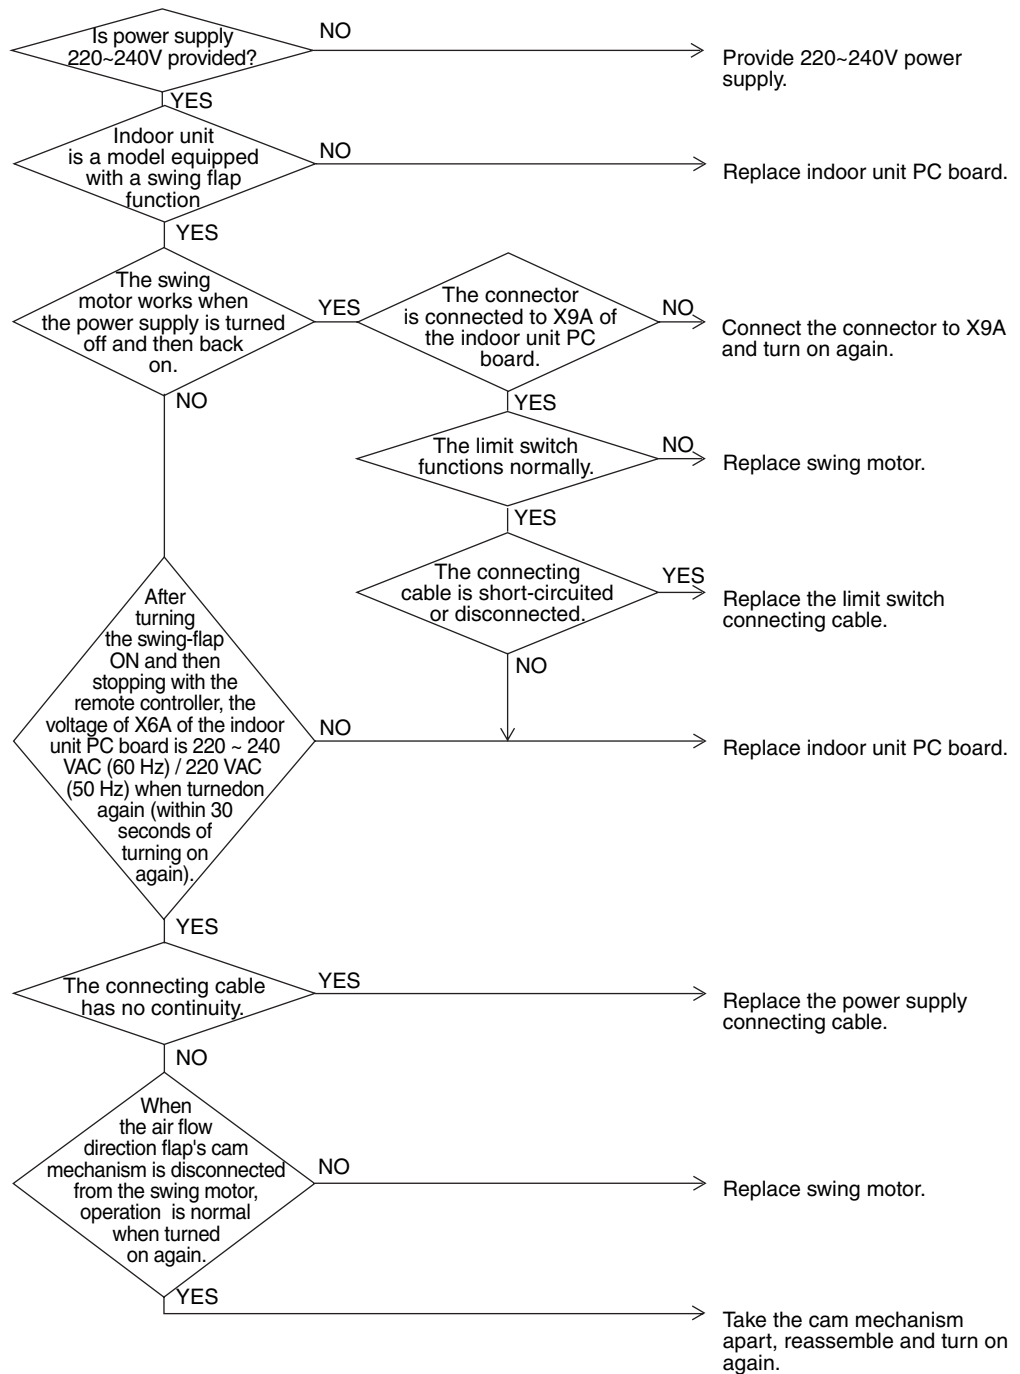 Is power supply
220~240V provided?
NO
Provide 220~240V power
supply.
YES
Indoor unit
is a model equipped
with a swing flap
function
NO
Replace indoor unit PC board.
YES
The swing
motor works when
the power supply is turned
off and then back
on.
YES
The connector
is connected to X9A of
the indoor unit PC
board.
NO
Connect the connector to X9A
and turn on again.
NO
YES
The limit switch
functions normally.
NO
Replace swing motor.
YES
The connecting
cable is short-circuited
or disconnected.
YES
Replace the limit switch
connecting cable.
NO
After
turning
the swing-flap
ON and then
stopping with the
remote controller, the
voltage of X6A of the indoor
unit PC board is 220 ~ 240
VAC (60 Hz) / 220 VAC
(50 Hz) when turnedon
again (within 30
seconds of
turning on
again).
NO
Replace indoor unit PC board.
YES
The connecting cable
has no continuity.
YES
Replace the power supply
connecting cable.
NO
When
the air flow
direction flap's cam
mechanism is disconnected
from the swing motor,
operation is normal
when turned
on again.
NO
Replace swing motor.
YES
Take the cam mechanism
apart, reassemble and turn on
again.